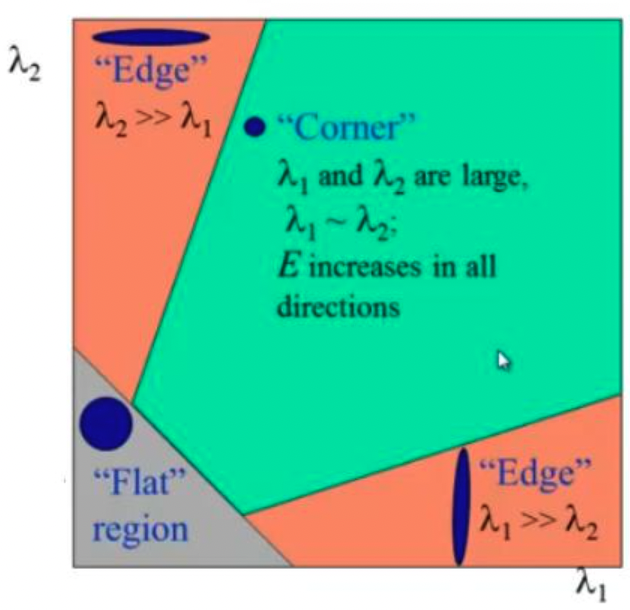 λ₂
“Edge”
λ₂ >> λ₁
“Corner”
λ₁ and λ₂ are large,
λ₁ ~ λ₂;
E increases in all
directions
“Flat”
region
“Edge”
λ₁ >> λ₂
λ₁